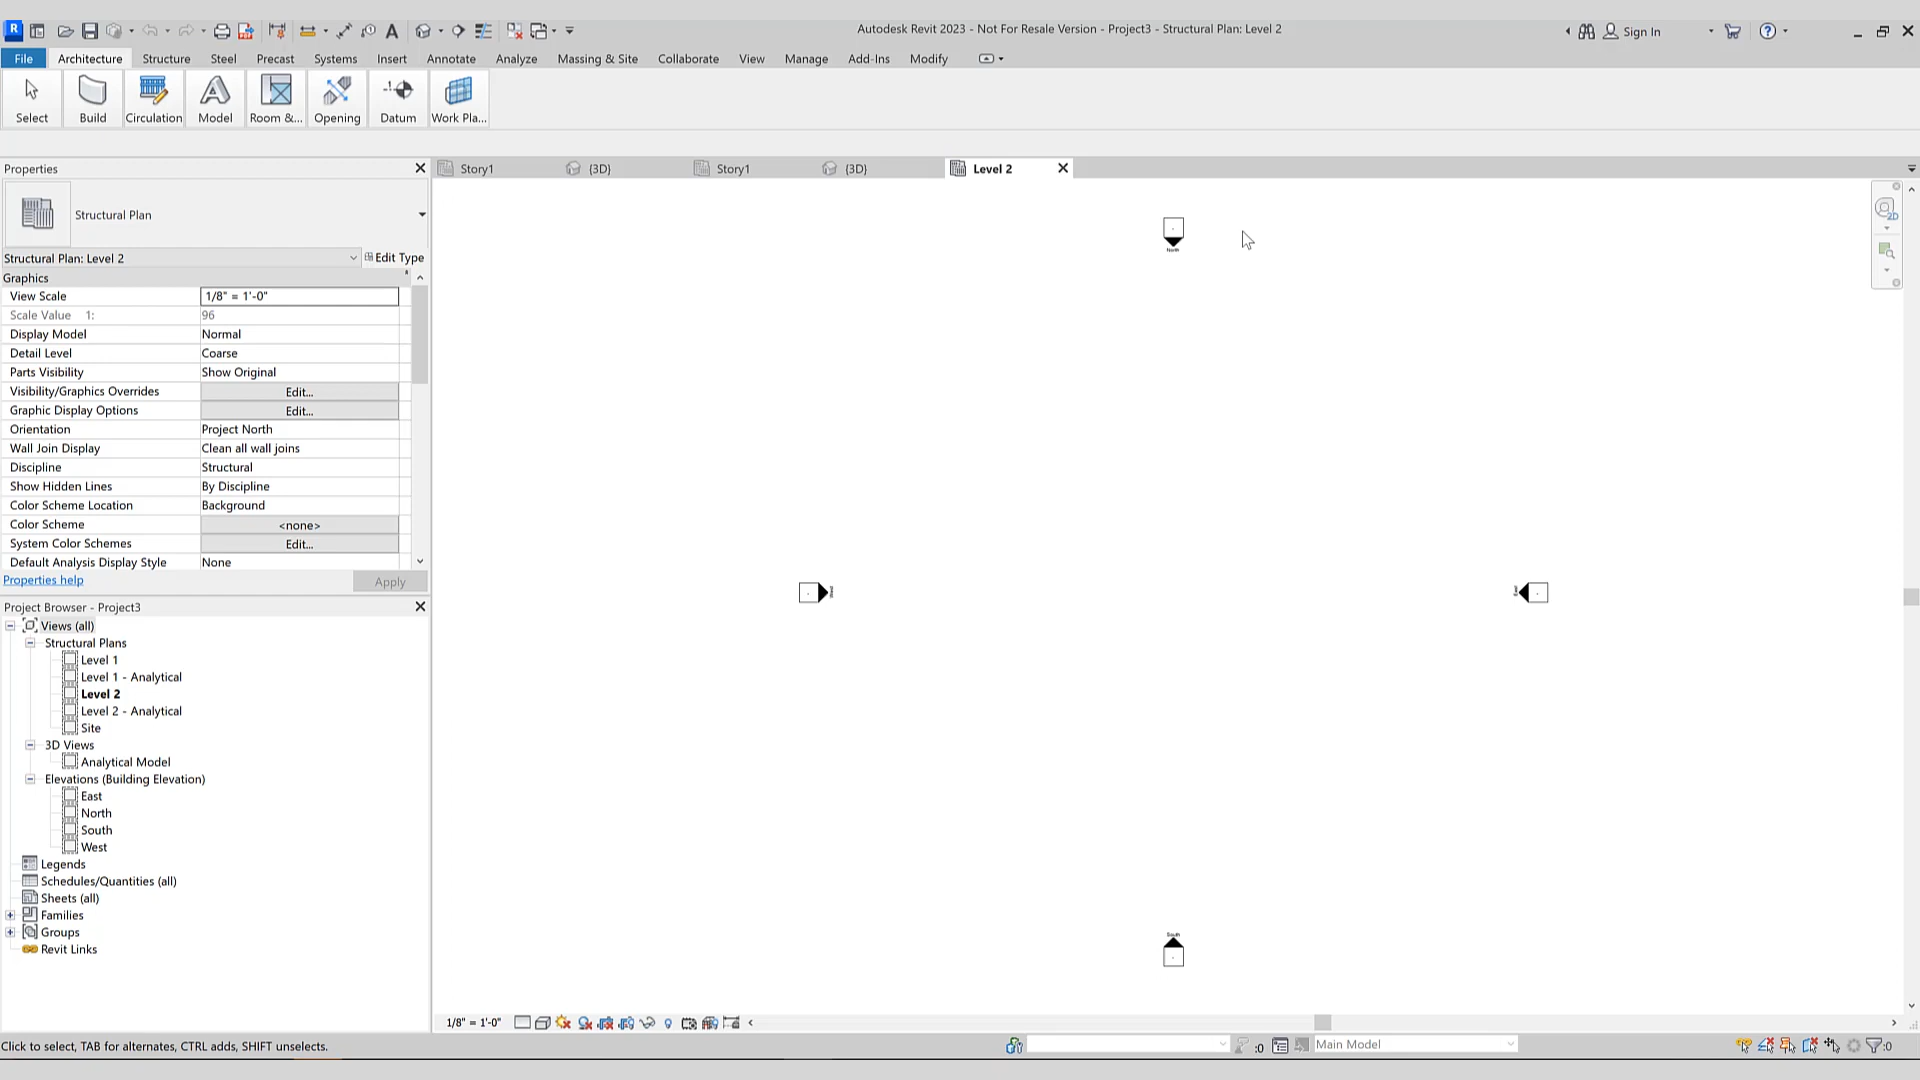 R
A
Autodesk Revit 2023 - Not For Resale Version - Project3 - Structural Plan: Level 2
Sign In
File Architecture Structure Steel Precast Systems Insert Annotate Analyze Massing & Site Collaborate View Manage Add-Ins Modify
Select Build Circulation Model Room &... Opening Datum Work Pla...
Properties
Story1 {3D} Story1 {3D} Level 2
Structural Plan
Structural Plan: Level 2 Edit Type
Graphics
View Scale 1/8" = 1'-0"
Scale Value 1: 96
Display Model Normal
Detail Level Coarse
Parts Visibility Show Original
Visibility/Graphics Overrides Edit...
Graphic Display Options Edit...
Orientation Project North
Wall Join Display Clean all wall joins
Discipline Structural
Show Hidden Lines By Discipline
Color Scheme Location Background
Color Scheme <none>
System Color Schemes Edit...
Default Analysis Display Style None
Properties help Apply
2D
North
South
Project Browser - Project3
Views (all)
Structural Plans
Level 1
Level 1 - Analytical
Level 2
Level 2 - Analytical
Site
3D Views
Analytical Model
Elevations (Building Elevation)
East
North
South
West
Legends
Schedules/Quantities (all)
Sheets (all)
Families
Groups
Revit Links
1/8" = 1'-0"
Click to select, TAB for alternates, CTRL adds, SHIFT unselects.
:0
Main Model
:0